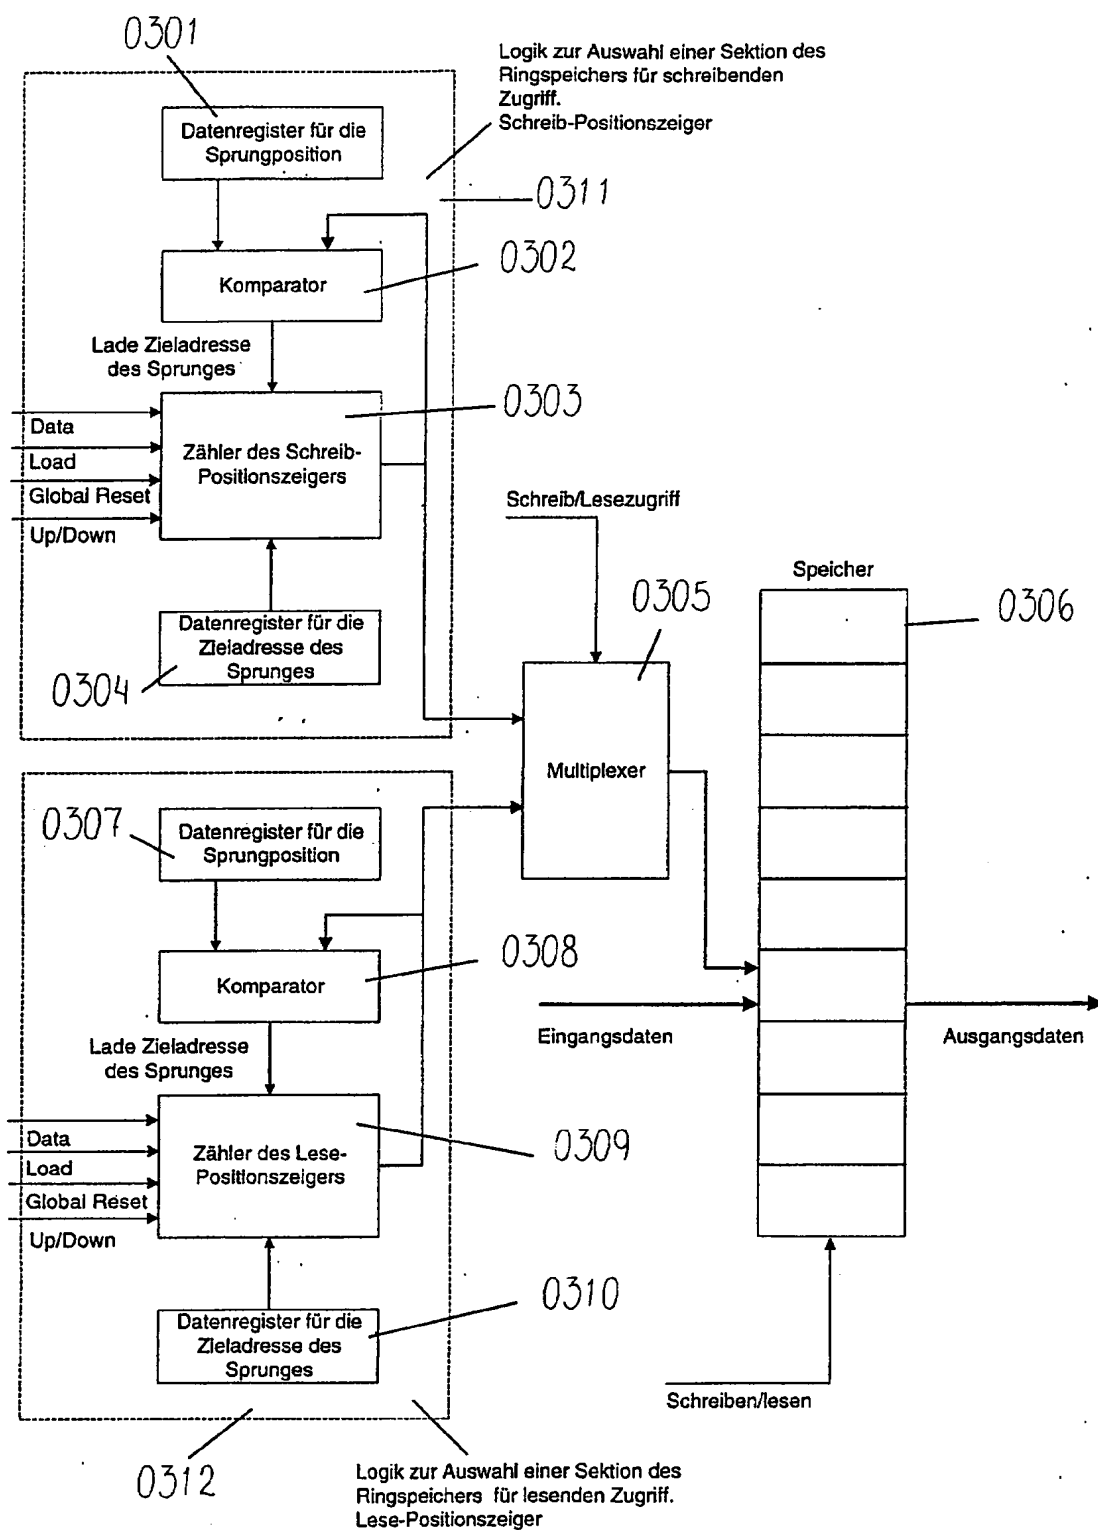 0301
Logik zur Auswahl einer Sektion des
Ringspeichers für schreibenden
Zugriff.
Schreib-Positionszeiger
Datenregister für die
Sprungposition
0311
0302
Komparator
Lade Zieladresse
des Sprunges
0303
Data
Load
Global Reset
Up/Down
Zähler des Schreib-
Positionszeigers
Schreib/Lesezugriff
Datenregister für die
Zieladresse des
Sprunges
0304
0305
Speicher
0306
Multiplexer
0307
Datenregister für die
Sprungposition
0308
Komparator
Eingangsdaten
Ausgangsdaten
Lade Zieladresse
des Sprunges
0309
Data
Load
Global Reset
Up/Down
Zähler des Lese-
Positionszeigers
0310
Datenregister für die
Zieladresse des
Sprunges
Schreiben/lesen
0312
Logik zur Auswahl einer Sektion des
Ringspeichers für lesenden Zugriff.
Lese-Positionszeiger